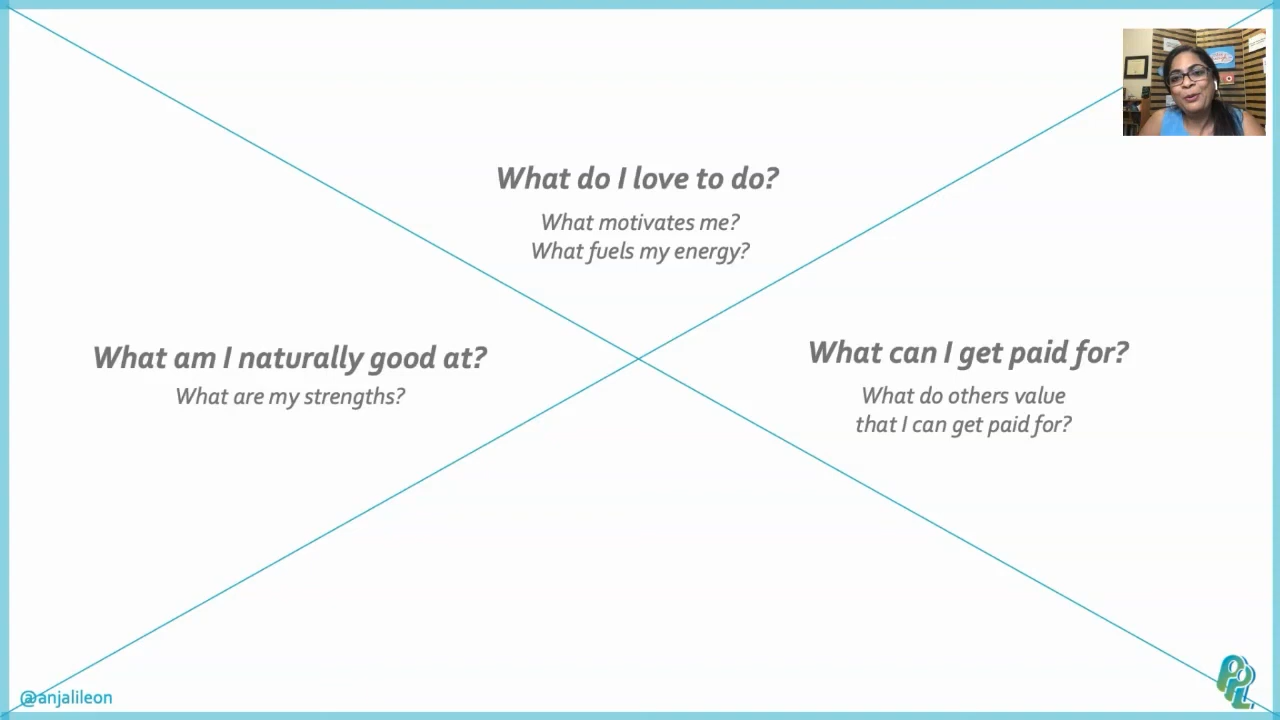 What do I love to do?
What motivates me?
What fuels my energy?
What am I naturally good at?
What are my strengths?
What can I get paid for?
What do others value
that I can get paid for?
@anjalileon
PPL